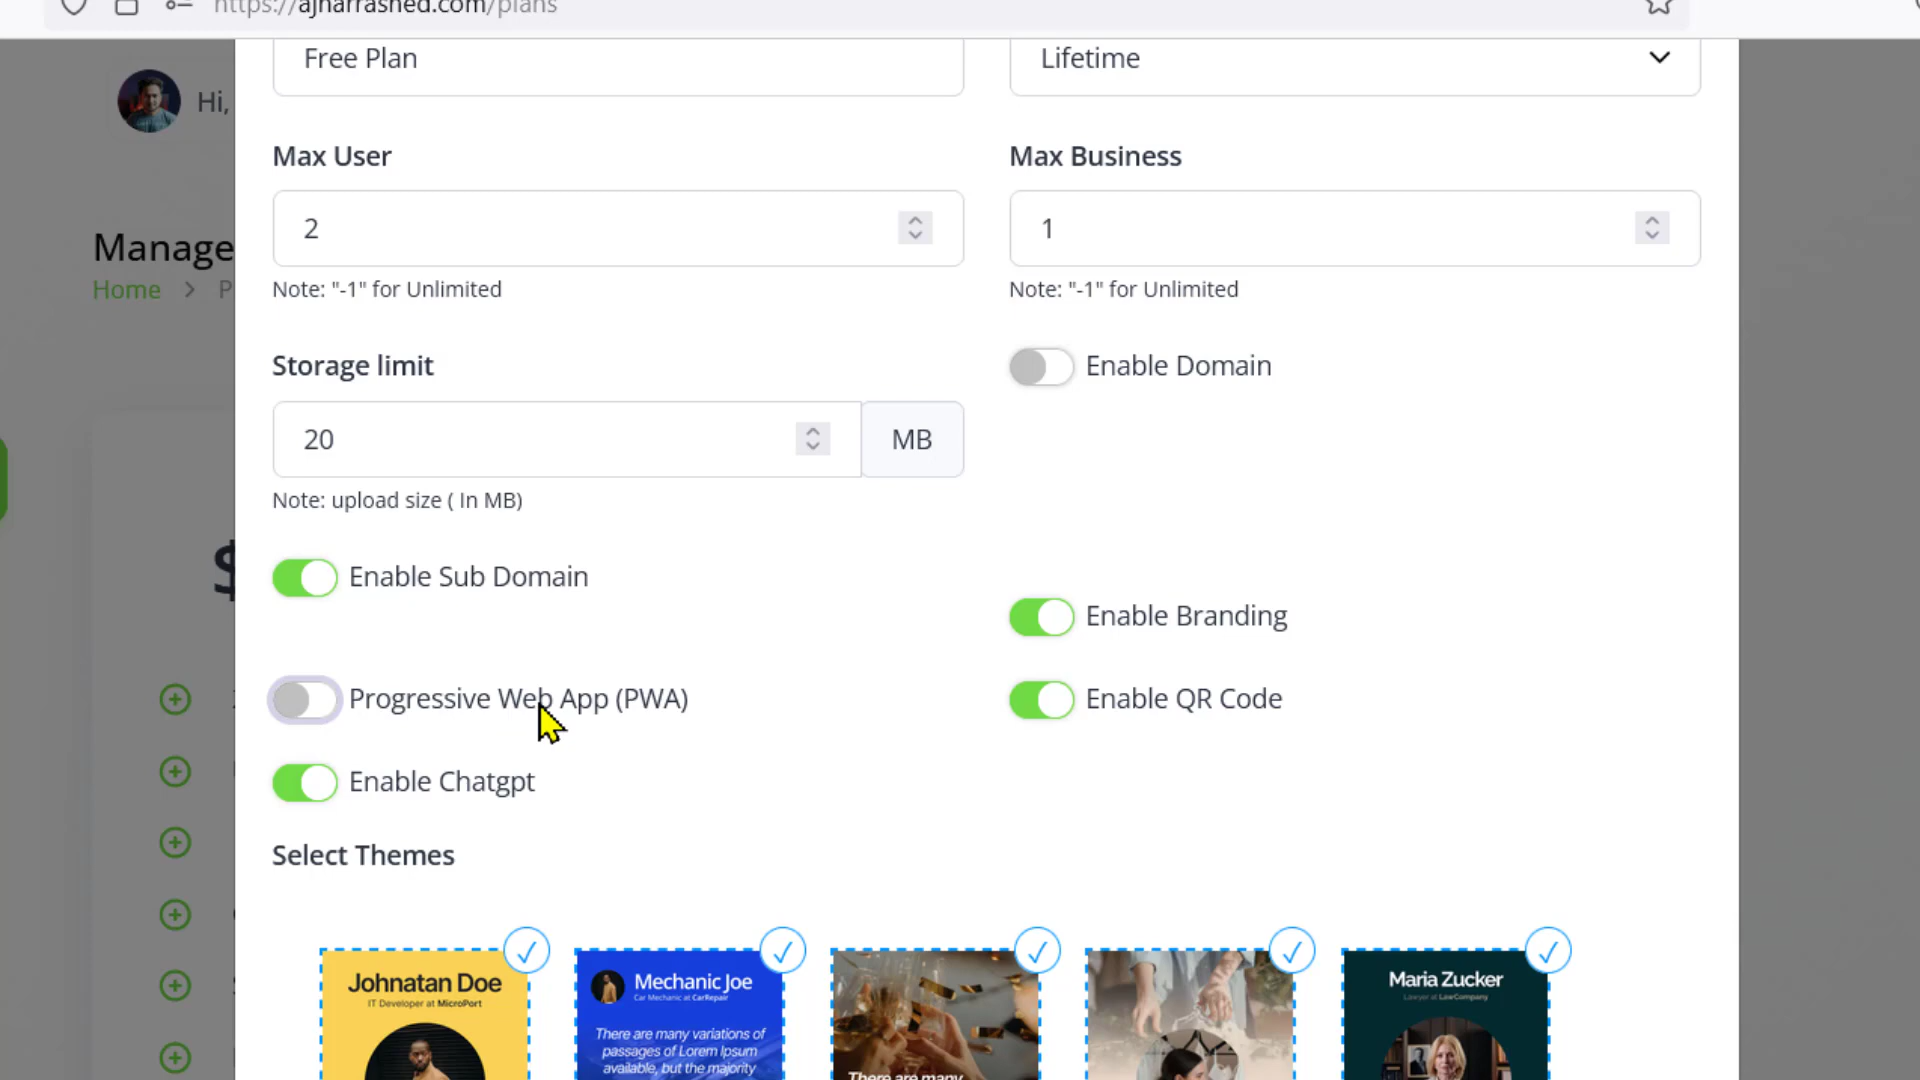 https://ajharrashed.com/plans
Hi,
Manage
Home > P
$
Free Plan
Lifetime
Max User
Max Business
2
1
Note: "-1" for Unlimited
Note: "-1" for Unlimited
Storage limit
Enable Domain
20
MB
Note: upload size ( In MB)
Enable Sub Domain
Enable Branding
Progressive Web App (PWA)
Enable QR Code
Enable Chatgpt
Select Themes
Johnatan Doe
IT Developer at MicroPort
Mechanic Joe
Car Mechanic at CarRepair
There are many variations of
passages of Lorem Ipsum
available, but the majority
There are many
Maria Zucker
Lawyer at LawCompany